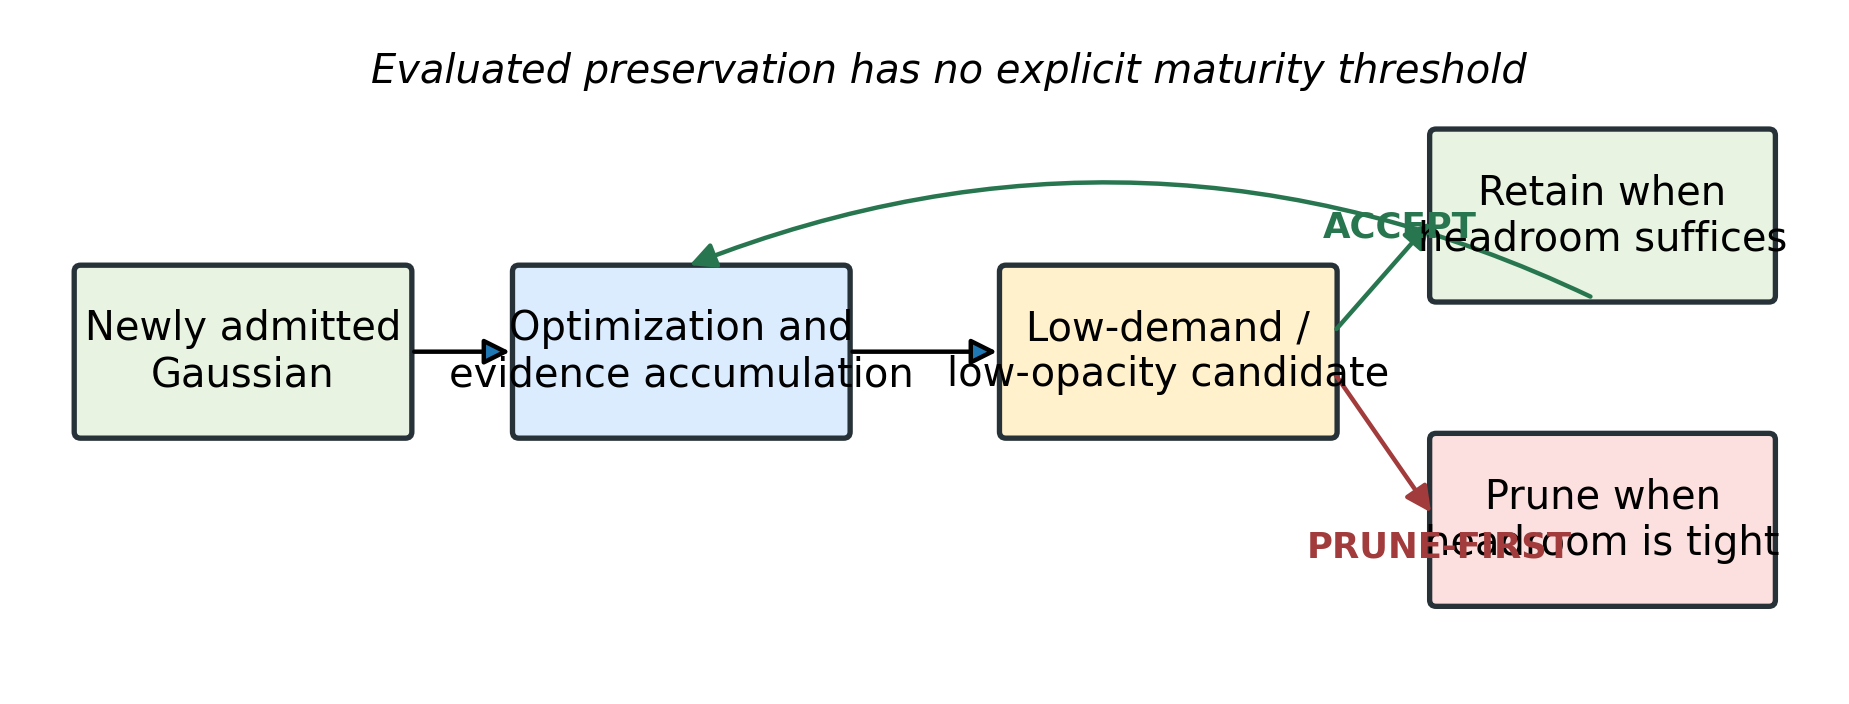 Evaluated preservation has no explicit maturity threshold
Newly admitted
Gaussian
Optimization and
evidence accumulation
Low-demand /
low-opacity candidate
ACCEPT
Retain when
headroom suffices
PRUNE-FIRST
Prune when
headroom is tight